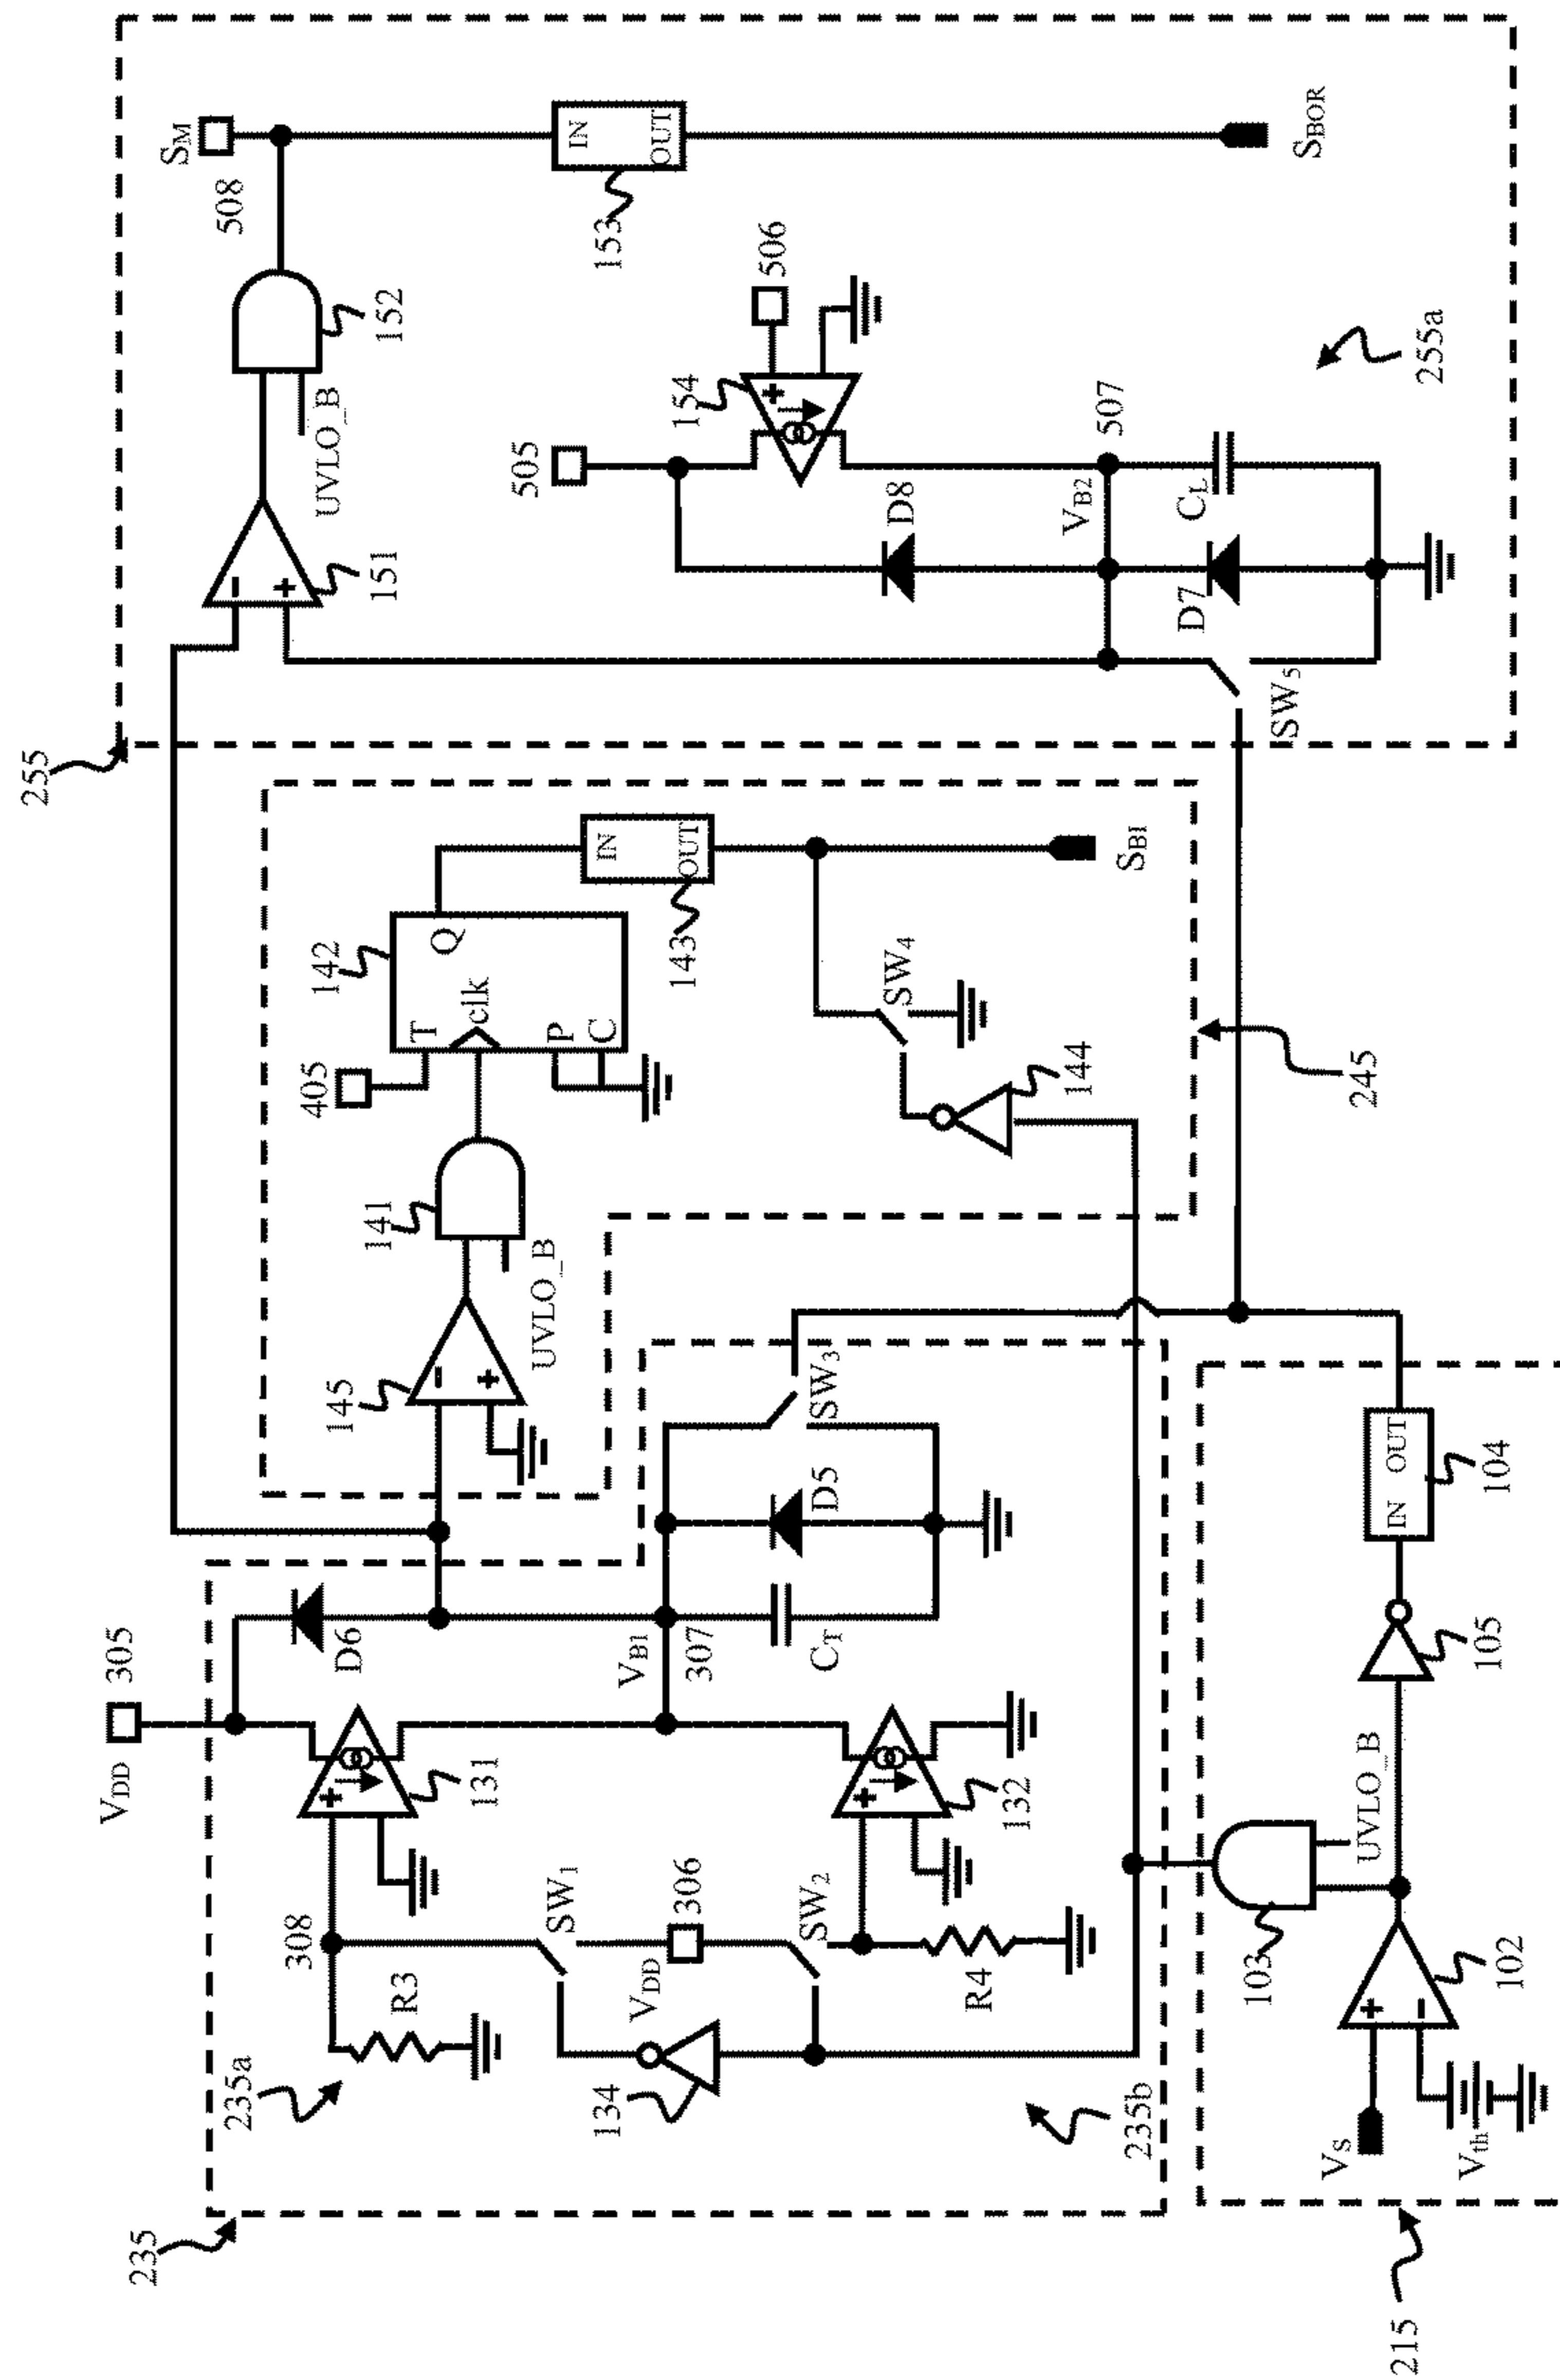 255
S_M
508
152
UVLO_B
151
IN
OUT
153
S_BOR
505
154
+
506
D8
V_B2
507
D7
C_L
SW_5
255a
−
+
405
142
T
clk
Q
P
C
141
145
−
+
UVLO_B
IN
OUT
143
S_BI
SW_4
144
245
V_DD
305
D6
131
+
V_B1
307
C_T
D5
SW_3
132
+
308
R3
SW_1
V_DD
306
SW_2
R4
134
235a
235b
235
103
UVLO_B
102
+
−
V_S
V_th
105
IN
OUT
104
215